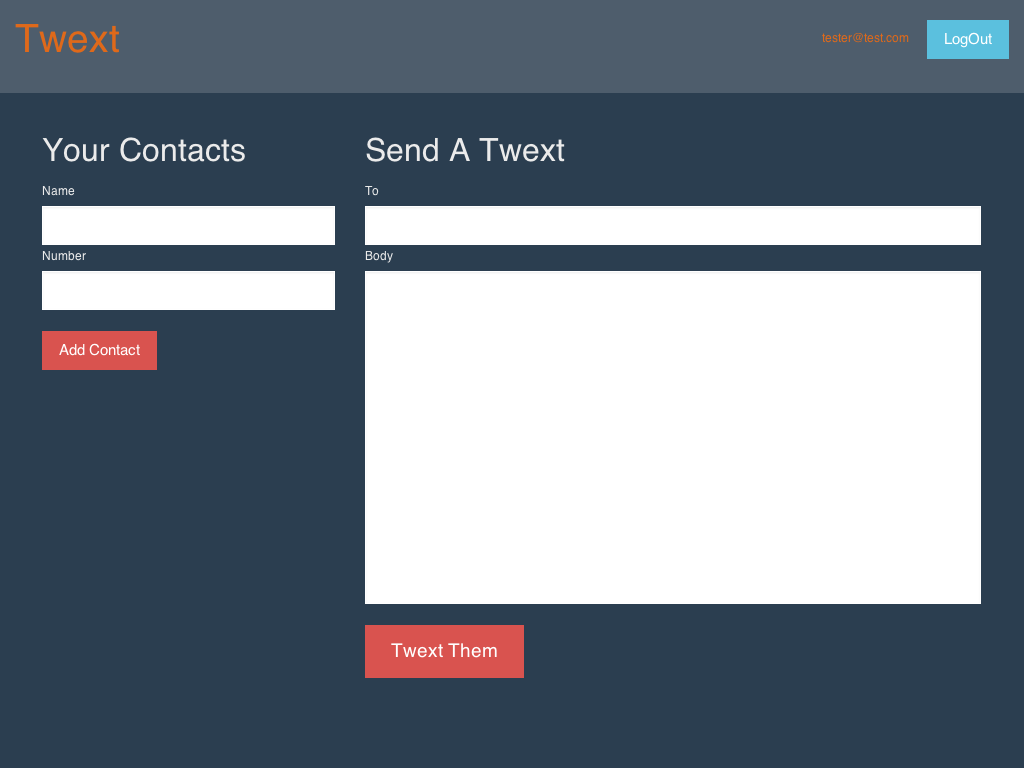 Twext
tester@test.com
LogOut
Your Contacts
Name
Number
Add Contact
Send A Twext
To
Body
Twext Them